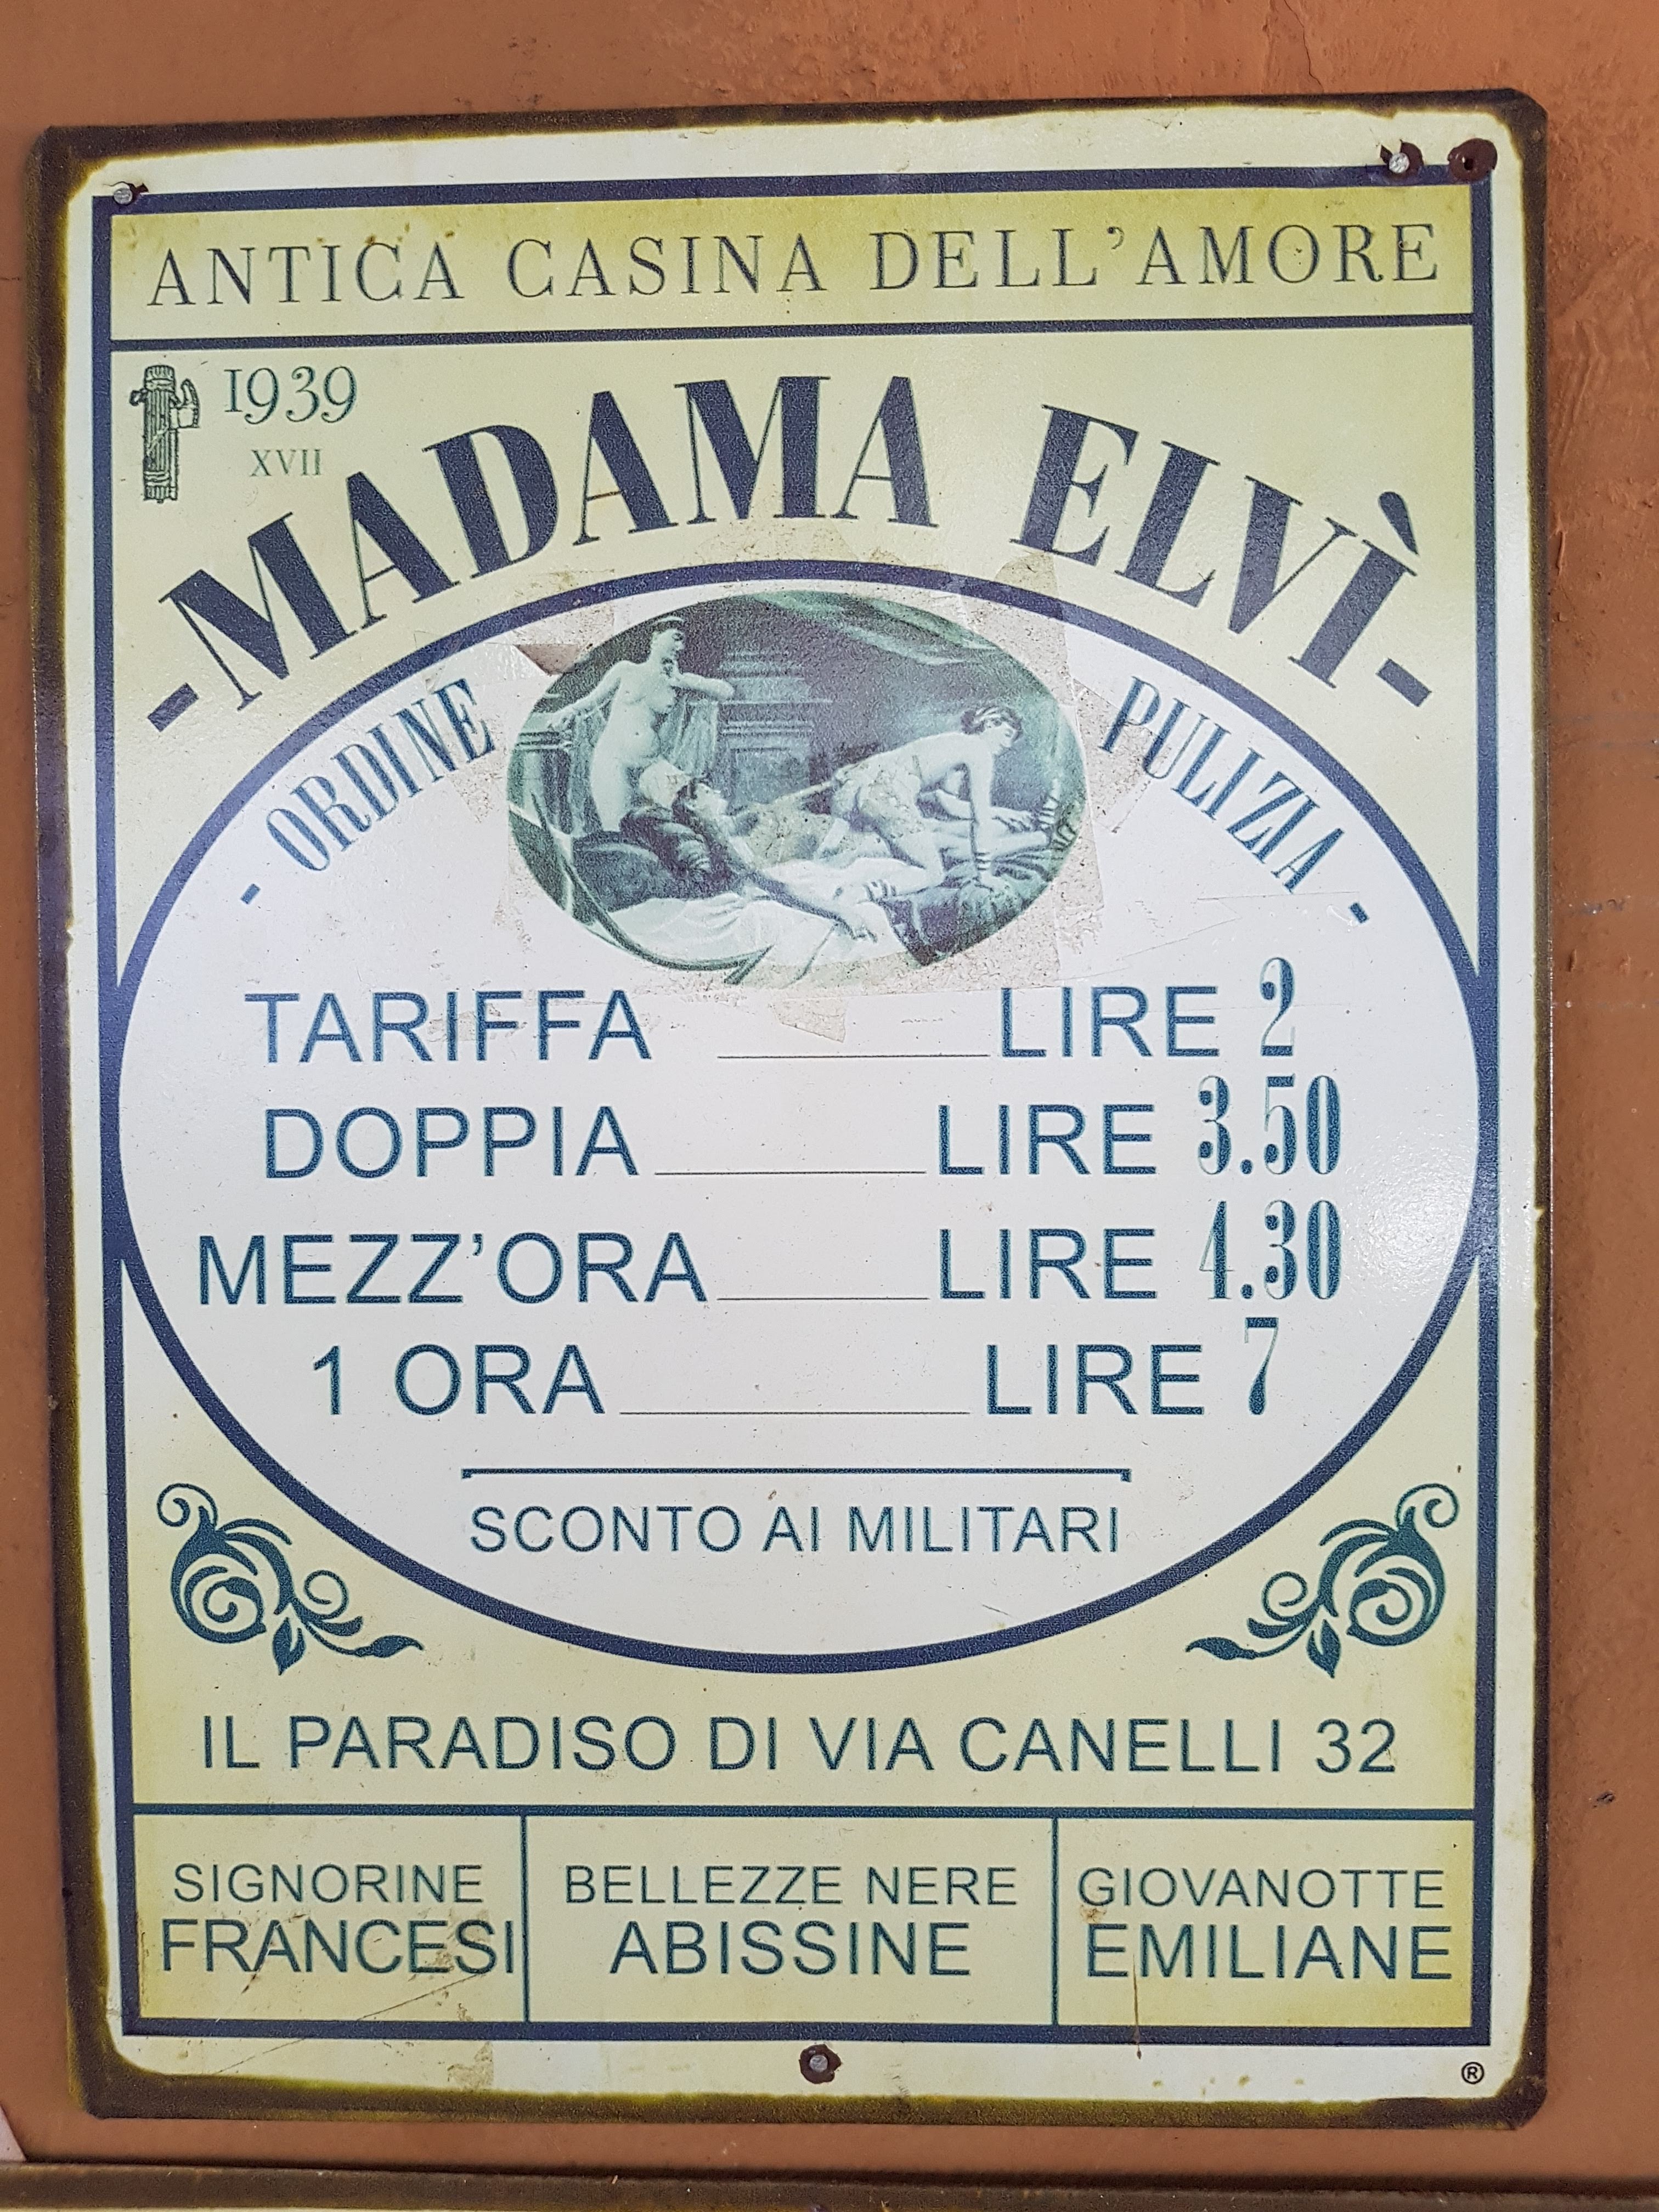 ANTICA CASINA DELL'AMORE
1939
XVII
-MADAMA ELVÌ-
- ORDINE
PULIZIA -
TARIFFA LIRE 2
DOPPIA LIRE 3.50
MEZZ'ORA LIRE 4.30
1 ORA LIRE 7
SCONTO AI MILITARI
IL PARADISO DI VIA CANELLI 32
SIGNORINE
FRANCESI
BELLEZZE NERE
ABISSINE
GIOVANOTTE
EMILIANE
®